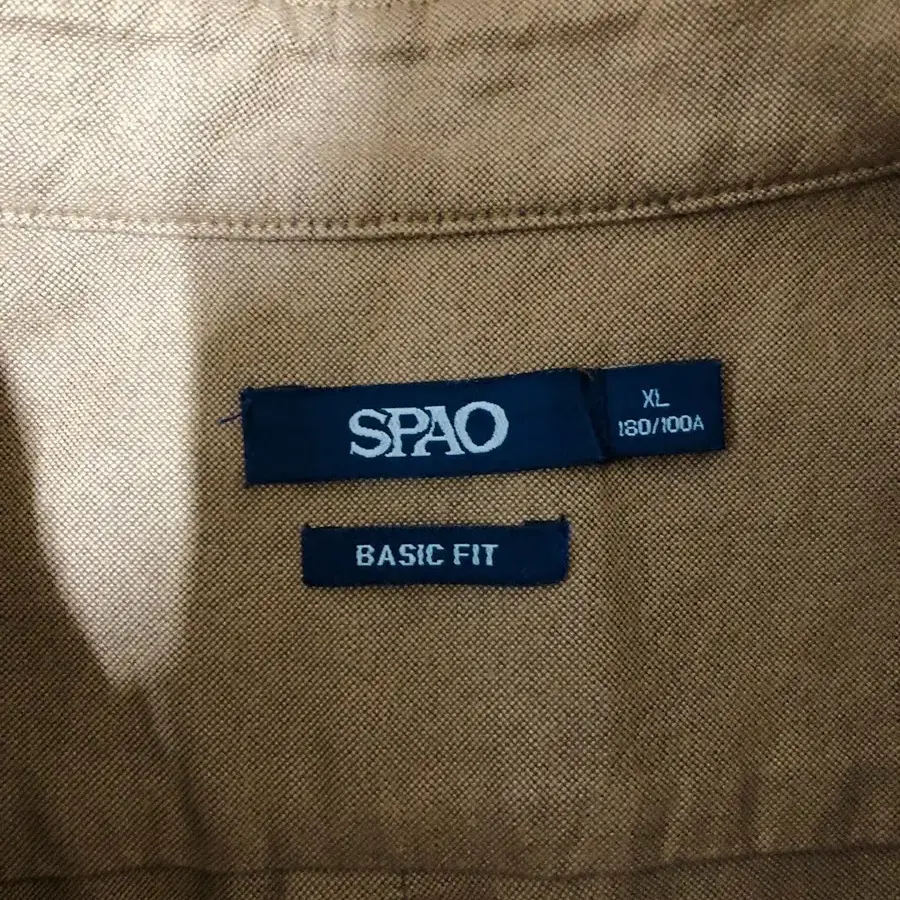 SPAO
XL
180/100A
BASIC FIT